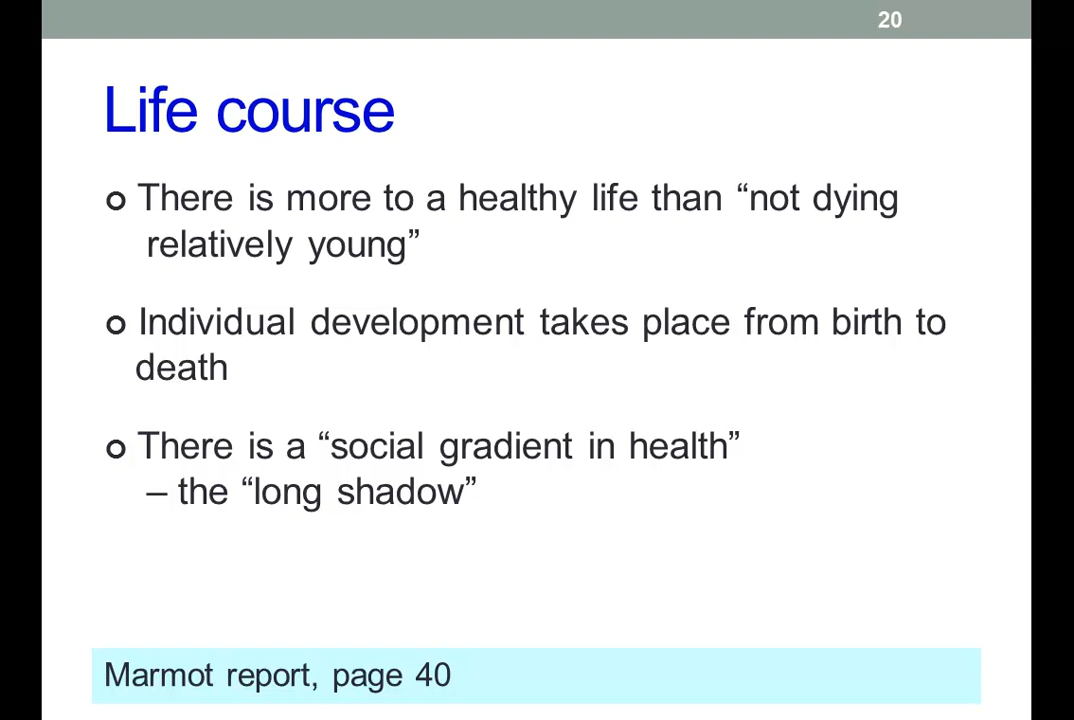 20
Life course
There is more to a healthy life than “not dying
relatively young”
Individual development takes place from birth to
death
There is a “social gradient in health”
– the “long shadow”
Marmot report, page 40